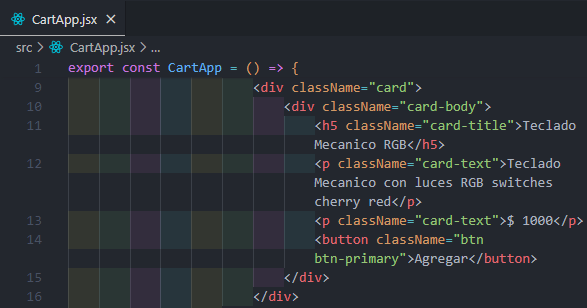 CartApp.jsx ×
src > CartApp.jsx > ...
1 export const CartApp = () => {
9 <div className="card">
10 <div className="card-body">
11 <h5 className="card-title">Teclado
Mecanico RGB</h5>
12 <p className="card-text">Teclado
Mecanico con luces RGB switches
cherry red</p>
13 <p className="card-text">$ 1000</p>
14 <button className="btn
btn-primary">Agregar</button>
15 </div>
16 </div>